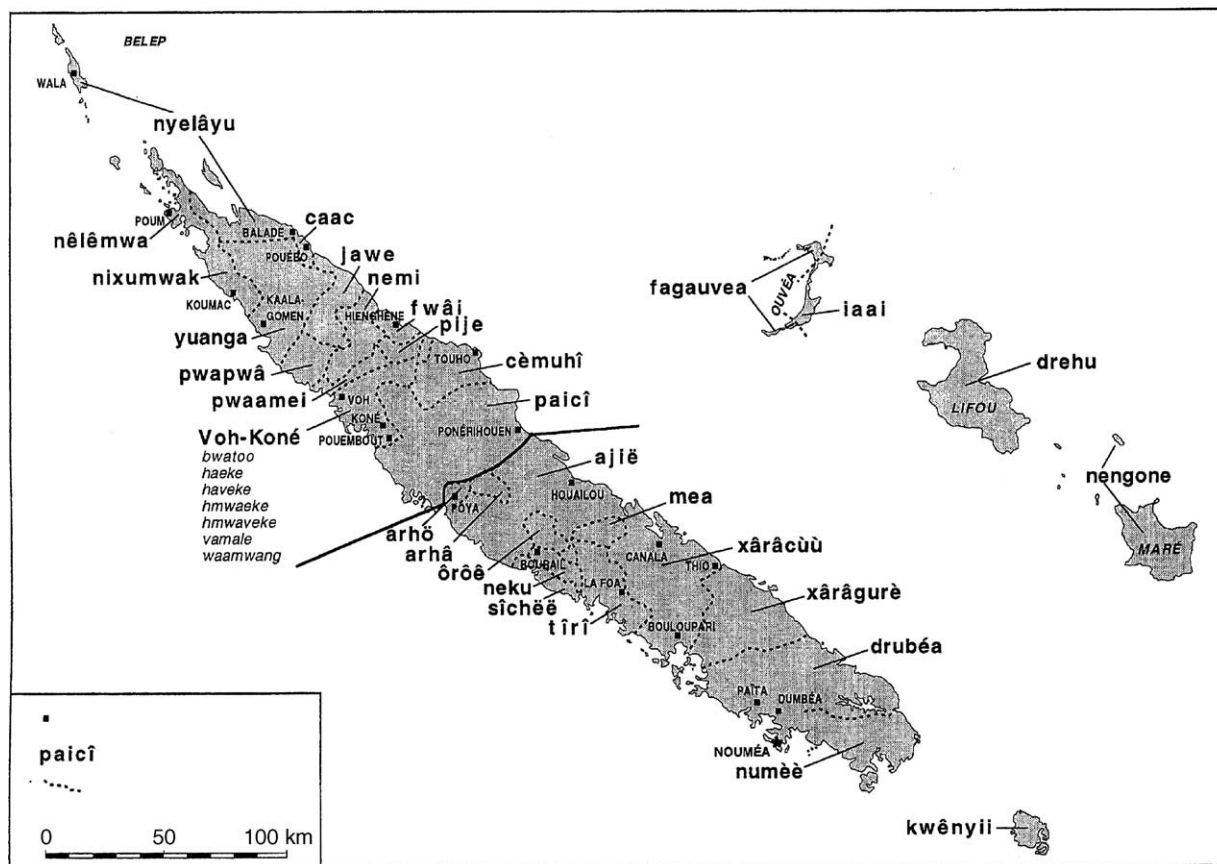 BELEP
WALA
nyelâyu
caac
POUM
BALADE
nêlêmwa
POUÉBO
jawe
nemi
nixumwak
fagauvea
OUVÉA
iaai
KOUMAC
KAALA-
GOMEN
HIENGHÈNE
fwâi
pije
yuanga
TOUHO
cèmuhî
drehu
pwapwâ
LIFOU
pwaamei
VOH
paicî
Voh-Koné
KONÉ
POUEMBOUT
PONÉRIHOUEN
bwatoo
haeke
haveke
hmwaeke
hmwaveke
vamale
waamwang
ajië
HOUAILOU
nengone
mea
POYA
arhö
arhâ
MARÉ
ôrôê
BOURAIL
CANALA
xârâcùù
THIO
neku
LA FOA
sîchëë
xârâgurè
tîrî
BOULOUPARI
drubéa
PAÏTA
DUMBÉA
NOUMÉA
numèè
kwênyii
paicî
0 50 100 km